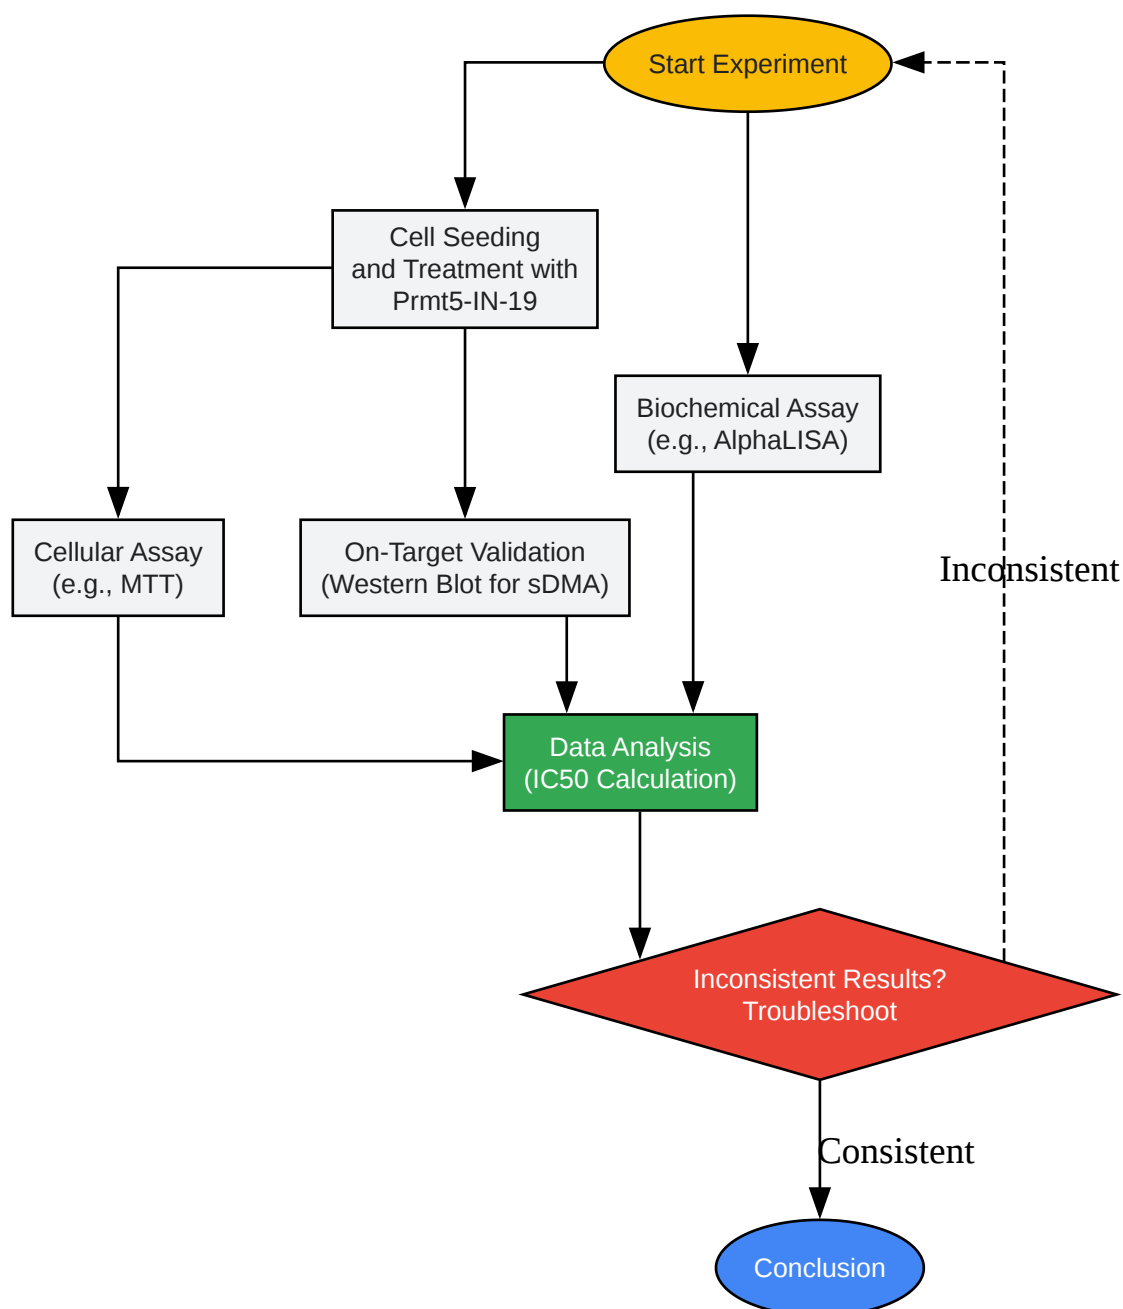 Start Experiment
Cell Seeding
and Treatment with
Prmt5-IN-19
Biochemical Assay
(e.g., AlphaLISA)
Cellular Assay
(e.g., MTT)
On-Target Validation
(Western Blot for sDMA)
Inconsistent
Data Analysis
(IC50 Calculation)
Inconsistent Results?
Troubleshoot
Consistent
Conclusion